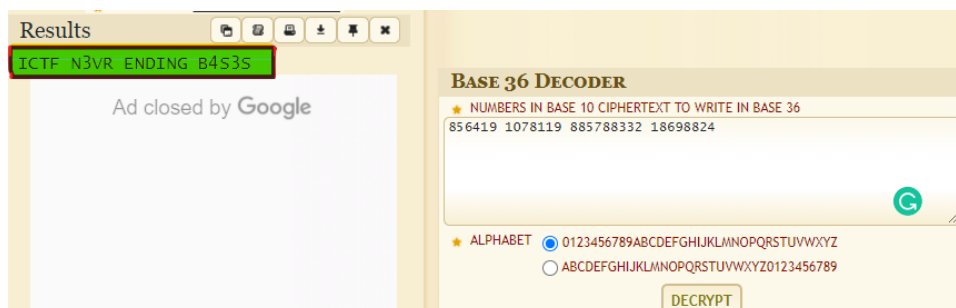 Results
ICTF N3VR ENDING B4S3S
Ad closed by Google
BASE 36 DECODER
NUMBERS IN BASE 10 CIPHERTEXT TO WRITE IN BASE 36
856419 1078119 885788332 18698824
ALPHABET
0123456789ABCDEFGHIJKLMNOPQRSTUVWXYZ
ABCDEFGHIJKLMNOPQRSTUVWXYZ0123456789
DECRYPT